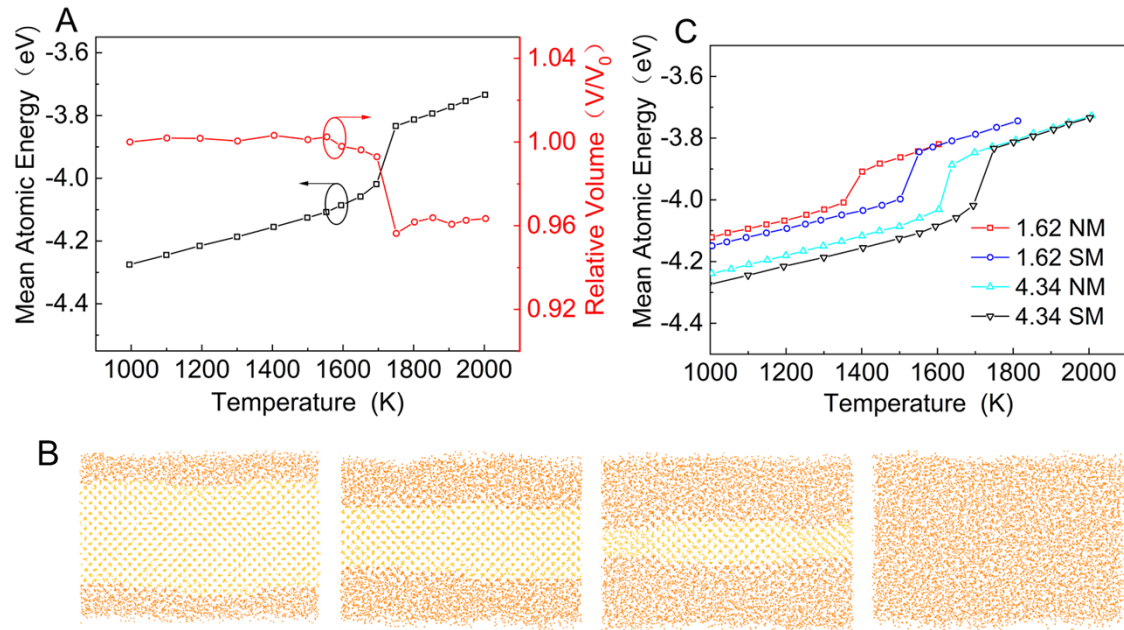 A
Mean Atomic Energy (eV)
-3.6
-3.8
-4.0
-4.2
-4.4
1000 1200 1400 1600 1800 2000
Temperature (K)
1.04
1.00
0.96
0.92
Relative Volume (V/V0)
C
Mean Atomic Energy (eV)
-3.6
-3.8
-4.0
-4.2
-4.4
1.62 NM
1.62 SM
4.34 NM
4.34 SM
1000 1200 1400 1600 1800 2000
Temperature (K)
B